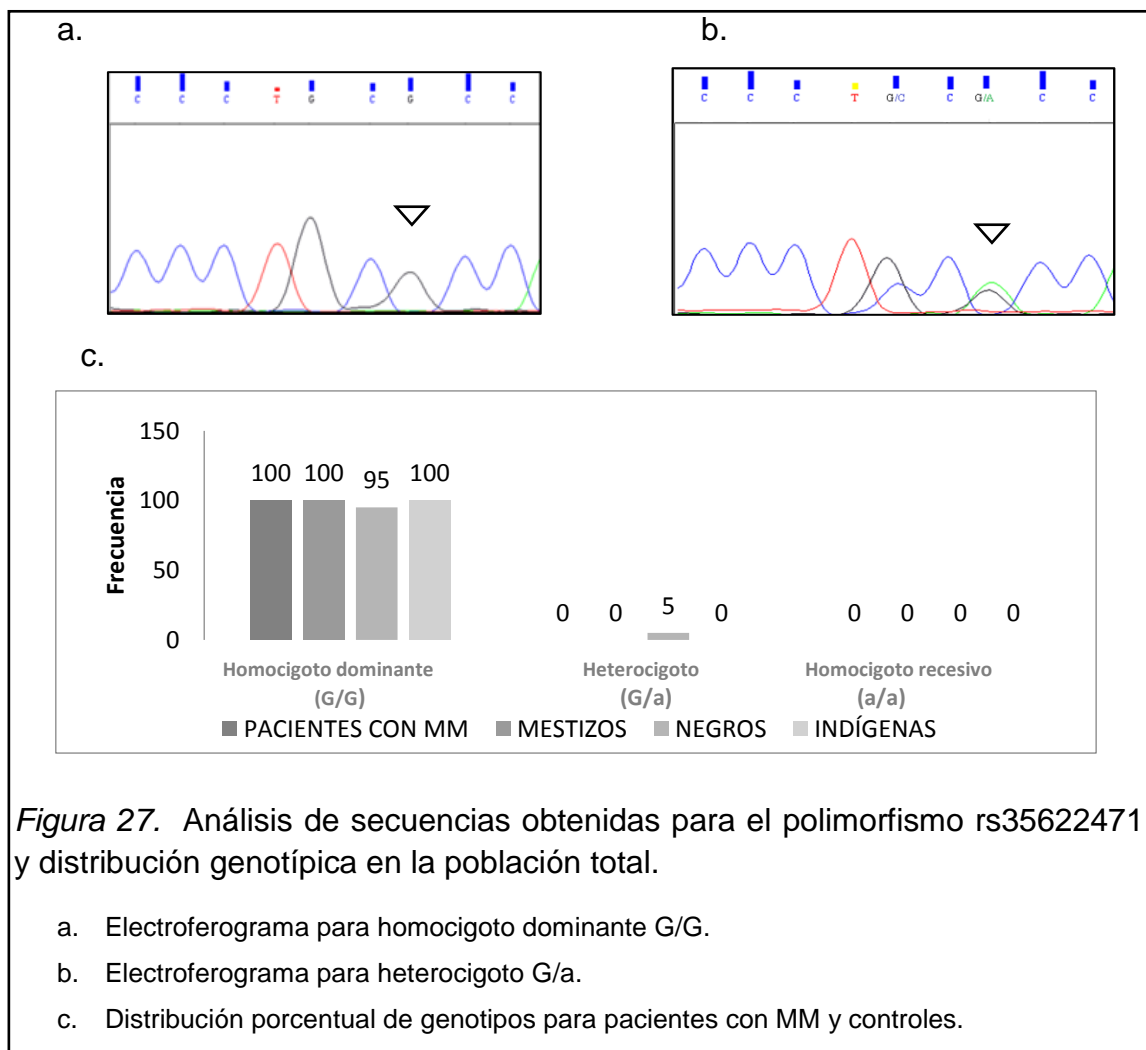 a.
b.
C C C T G C G C C
C C C T G/C C G/A C C
c.
150
100
50
0
Frecuencia
100 100 95 100
0 0 5 0
0 0 0 0
Homocigoto dominante
(G/G)
Heterocigoto
(G/a)
Homocigoto recesivo
(a/a)
PACIENTES CON MM MESTIZOS NEGROS INDÍGENAS
Figura 27. Análisis de secuencias obtenidas para el polimorfismo rs35622471
y distribución genotípica en la población total.
a. Electroferograma para homocigoto dominante G/G.
b. Electroferograma para heterocigoto G/a.
c. Distribución porcentual de genotipos para pacientes con MM y controles.